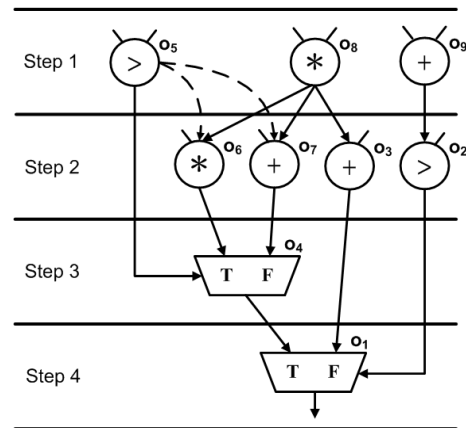 Step 1
> o5
* o8
+ o9
Step 2
* o6
+ o7
+ o3
> o2
Step 3
T F o4
Step 4
T F o1